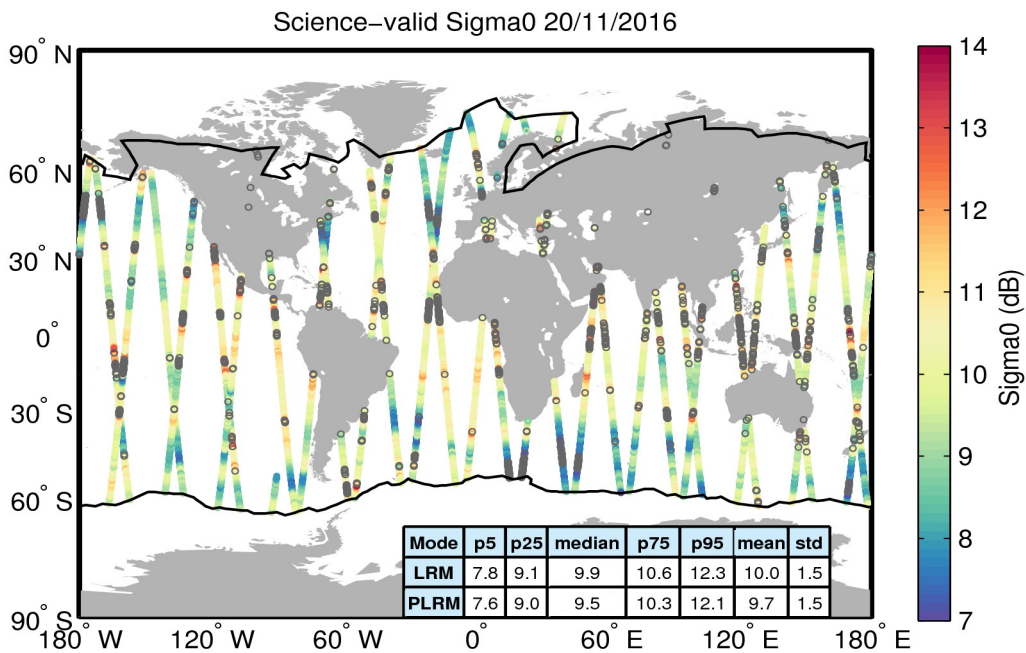 Science−valid Sigma0 20/11/2016
90° N
60° N
30° N
0°
30° S
60° S
90° S
180° W
120° W
60° W
0°
60° E
120° E
180° E
Mode p5 p25 median p75 p95 mean std
LRM 7.8 9.1 9.9 10.6 12.3 10.0 1.5
PLRM 7.6 9.0 9.5 10.3 12.1 9.7 1.5
14
13
12
11
10
9
8
7
Sigma0 (dB)